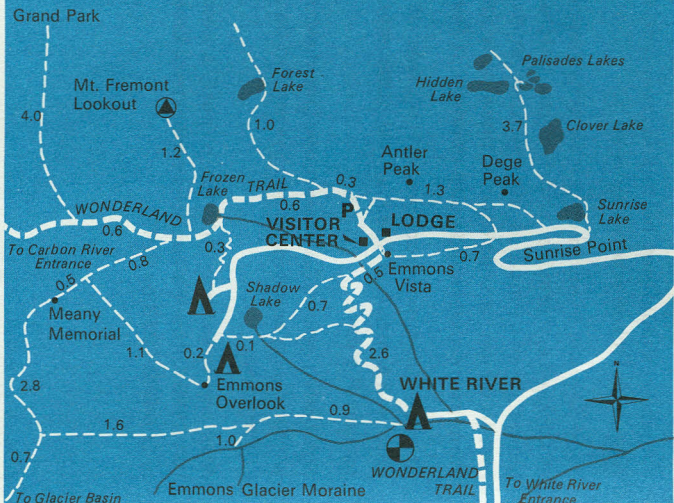 Grand Park
Forest
Lake
Palisades Lakes
Hidden
Lake
Mt. Fremont
Lookout
4.0
1.0
3.7
Clover Lake
1.2
Antler
Peak
Dege
Peak
Frozen
Lake
TRAIL
0.3
1.3
WONDERLAND
0.6
0.6
P
LODGE
Sunrise
Lake
VISITOR
CENTER
To Carbon River
Entrance
0.8
0.3
0.7
Sunrise Point
0.5
Emmons
Vista
0.5
Shadow
Lake
0.7
Meany
Memorial
1.1
0.2
0.1
2.6
N
Emmons
Overlook
WHITE RIVER
2.8
1.6
0.9
1.0
0.7
WONDERLAND
TRAIL
To Glacier Basin
Emmons Glacier Moraine
To White River
Entrance